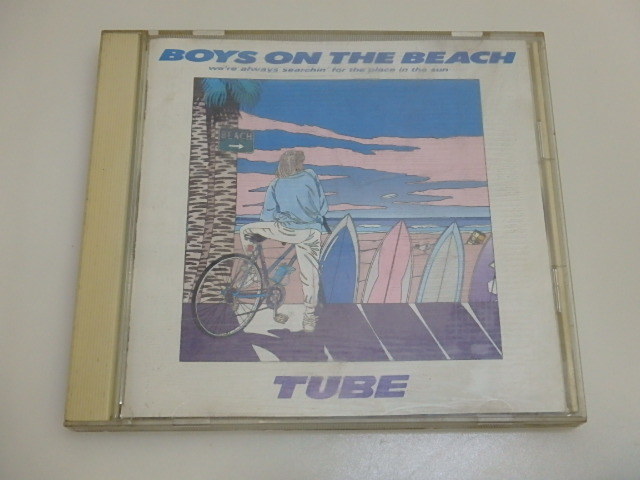 BOYS ON THE BEACH
we're always searchin' for the place in the sun
BEACH
TUBE